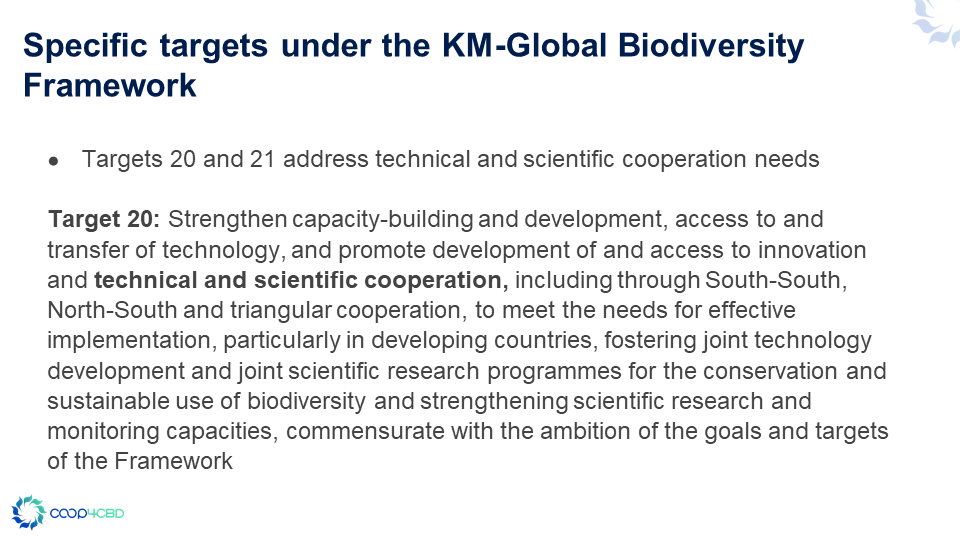 Specific targets under the KM-Global Biodiversity
Framework
● Targets 20 and 21 address technical and scientific cooperation needs
Target 20: Strengthen capacity-building and development, access to and
transfer of technology, and promote development of and access to innovation
and technical and scientific cooperation, including through South-South,
North-South and triangular cooperation, to meet the needs for effective
implementation, particularly in developing countries, fostering joint technology
development and joint scientific research programmes for the conservation and
sustainable use of biodiversity and strengthening scientific research and
monitoring capacities, commensurate with the ambition of the goals and targets
of the Framework
COOP4CBD